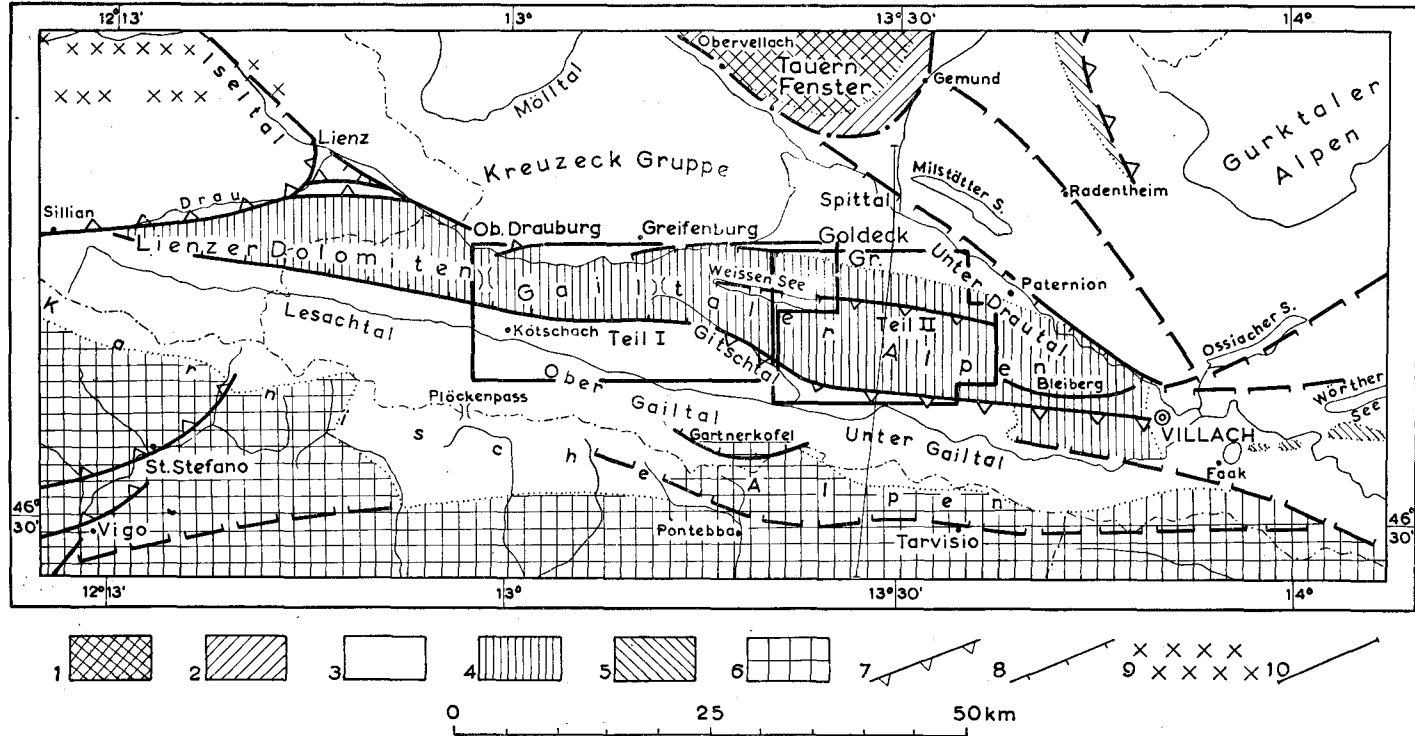 12°13' 13° 13°30' 14°
Obervellach
Tauern
Fenster
Gemund
Iseltal
Mölltal
Lienz
Kreuzeck Gruppe
Gurktaler
Alpen
Milstätter S.
Radentheim
Drau
Sillian
Spittal
Ob. Drauburg
Greifenburg
Goldeck
Gr.
Lienzer Dolomiten
Weissen See
Unter Drautal
Paternion
Gailtaler Alpen
Ossiacher S.
Lesachtal
Kötschach
Teil I
Teil II
Gitschtal
Ober
Gailtal
Bleiberg
Wörther
See
Karnische Alpen
Plöckenpass
Gartnerkofel
Unter
Gailtal
VILLACH
St. Stefano
Faak
46°
30'
46°
30'
Vigo
Pontebba
Tarvisio
12°13' 13° 13°30' 14°
1 2 3 4 5 6 7 8 9 10
0 25 50 km